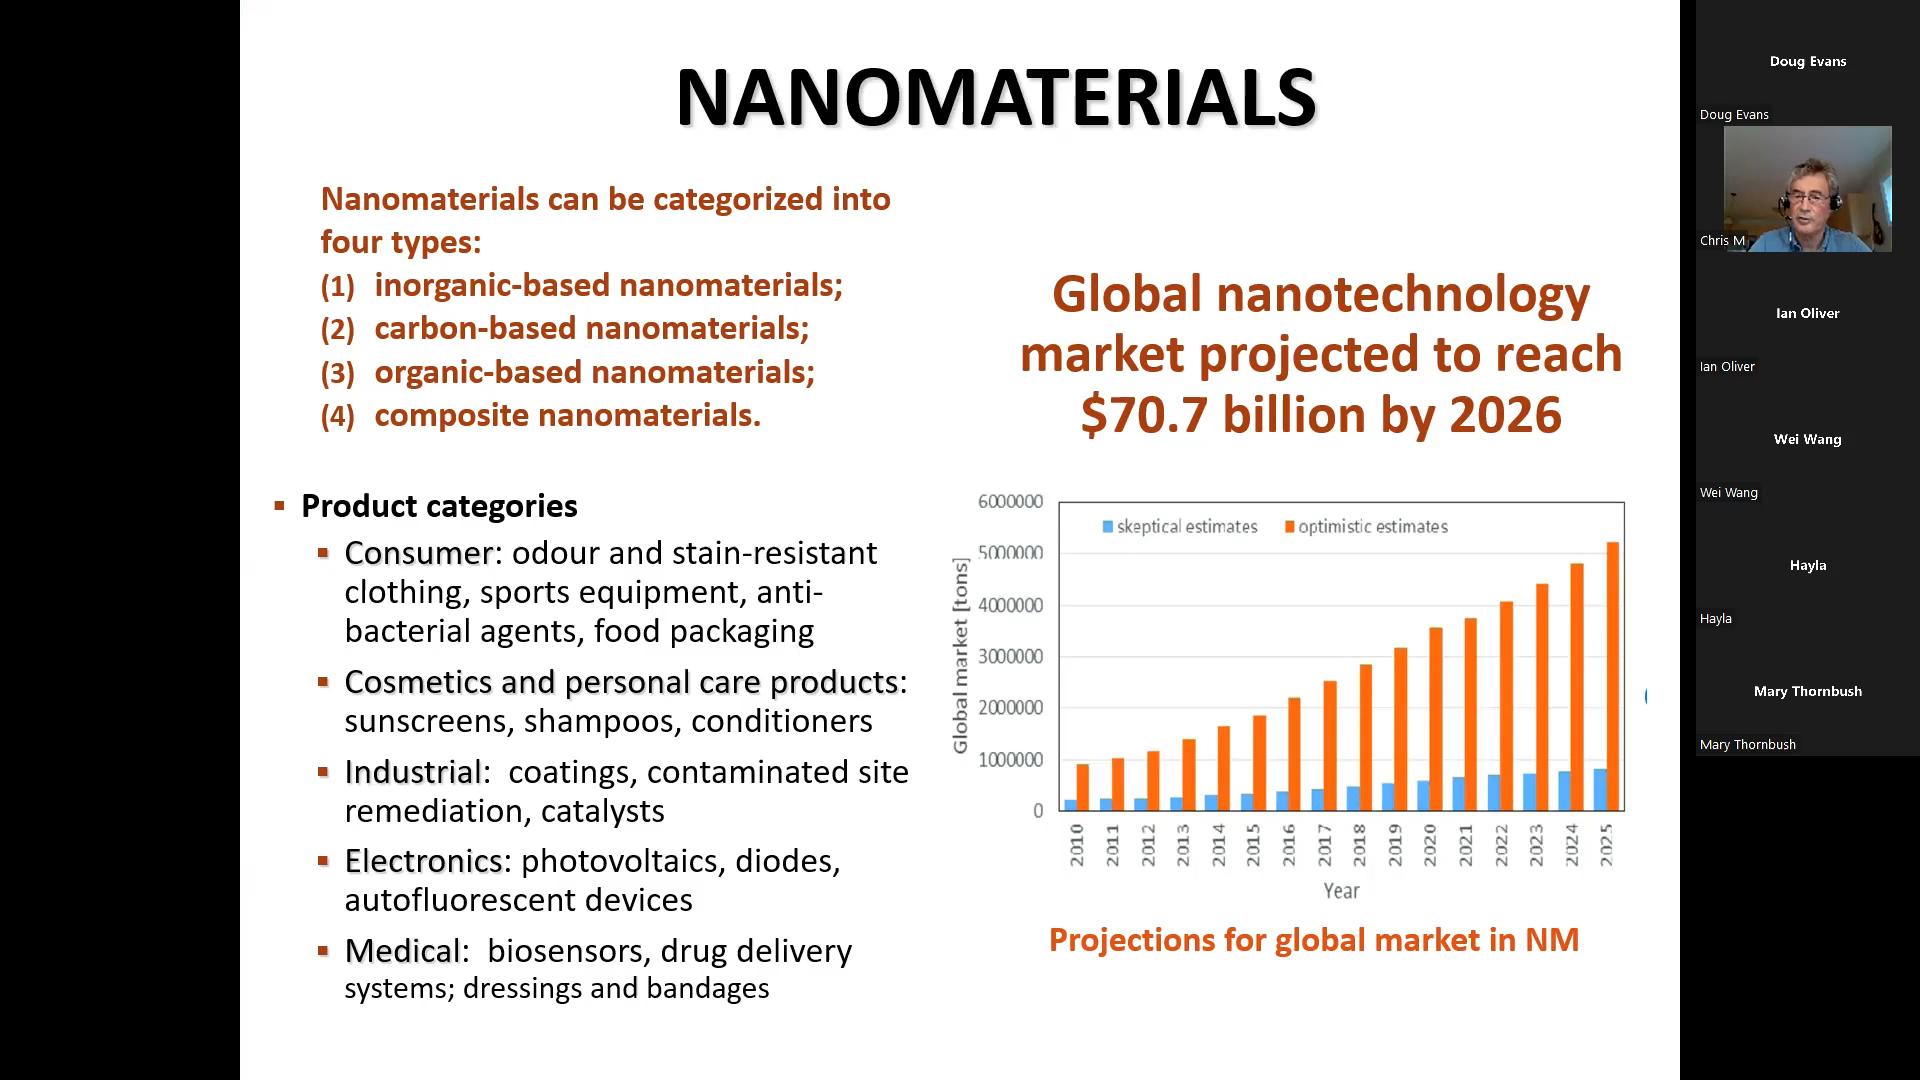 NANOMATERIALS
Nanomaterials can be categorized into
four types:
(1) inorganic-based nanomaterials;
(2) carbon-based nanomaterials;
(3) organic-based nanomaterials;
(4) composite nanomaterials.
Product categories
Consumer: odour and stain-resistant
clothing, sports equipment, anti-
bacterial agents, food packaging
Cosmetics and personal care products:
sunscreens, shampoos, conditioners
Industrial: coatings, contaminated site
remediation, catalysts
Electronics: photovoltaics, diodes,
autofluorescent devices
Medical: biosensors, drug delivery
systems; dressings and bandages
Global nanotechnology
market projected to reach
$70.7 billion by 2026
skeptical estimates
optimistic estimates
Global market [tons]
6000000
5000000
4000000
3000000
2000000
1000000
0
2010
2011
2012
2013
2014
2015
2016
2017
2018
2019
2020
2021
2022
2023
2024
2025
Year
Projections for global market in NM
Doug Evans
Doug Evans
Chris M
Ian Oliver
Ian Oliver
Wei Wang
Wei Wang
Hayla
Hayla
Mary Thornbush
Mary Thornbush